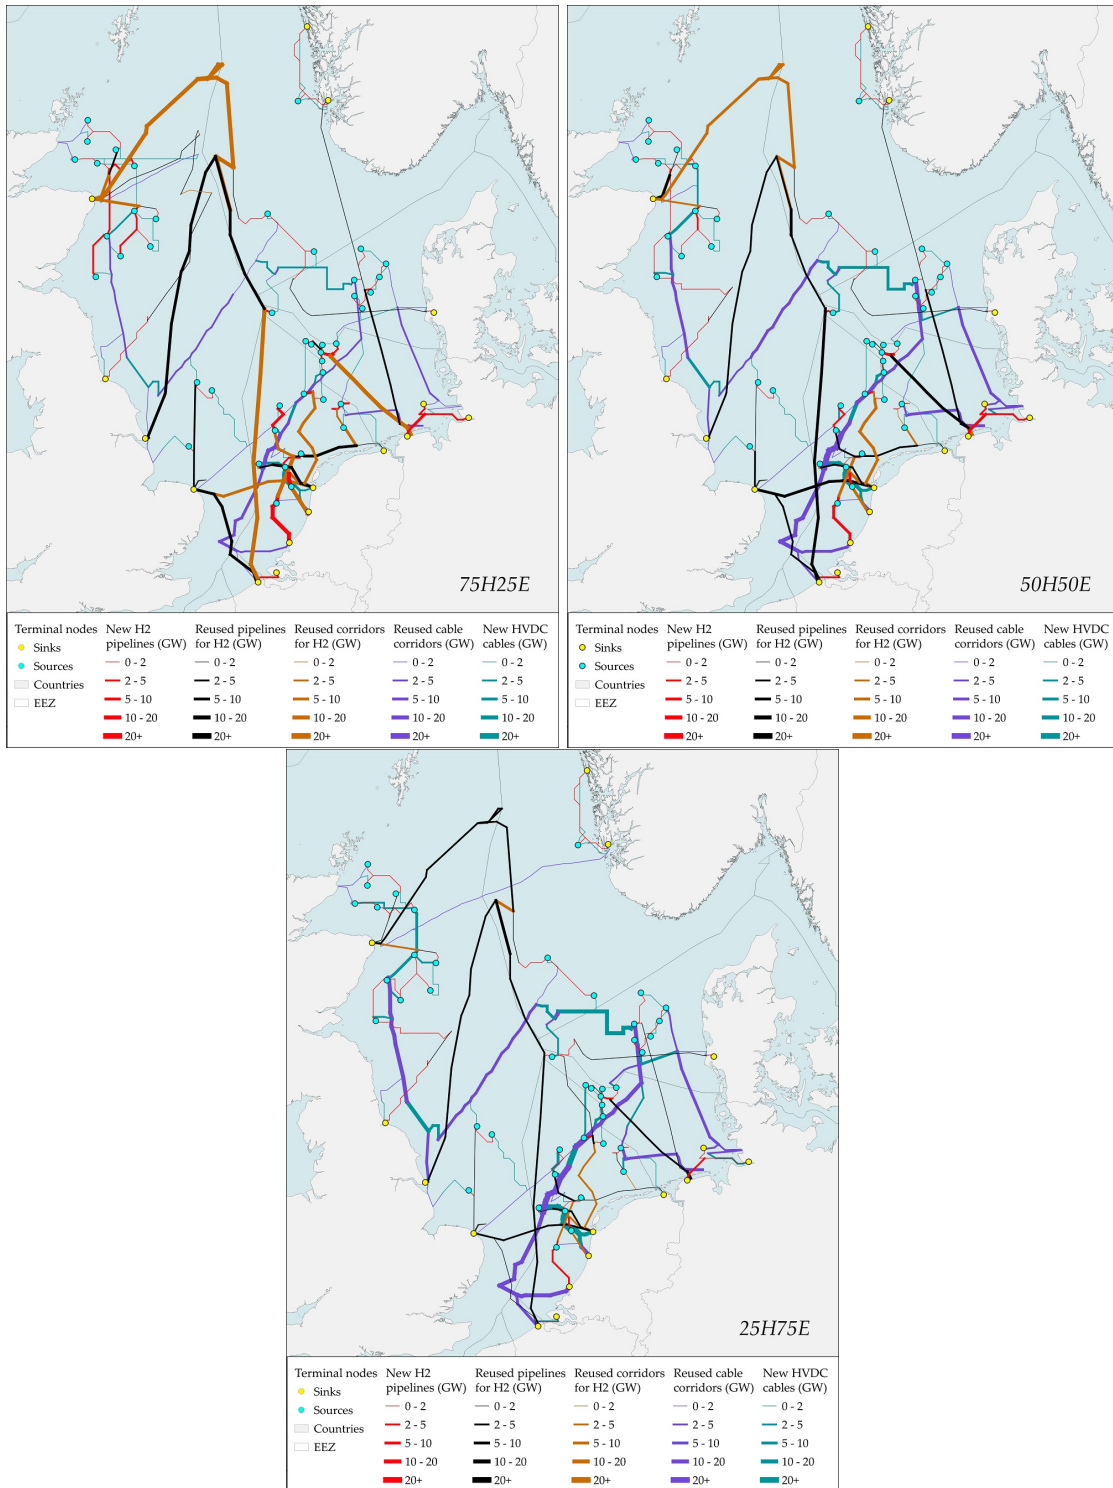 75H25E
Terminal nodes
Sinks
Sources
Countries
EEZ
New H2
pipelines (GW)
0 - 2
2 - 5
5 - 10
10 - 20
20+
Reused pipelines
for H2 (GW)
0 - 2
2 - 5
5 - 10
10 - 20
20+
Reused corridors
for H2 (GW)
0 - 2
2 - 5
5 - 10
10 - 20
20+
Reused cable
corridors (GW)
0 - 2
2 - 5
5 - 10
10 - 20
20+
New HVDC
cables (GW)
0 - 2
2 - 5
5 - 10
10 - 20
20+
50H50E
Terminal nodes
Sinks
Sources
Countries
EEZ
New H2
pipelines (GW)
0 - 2
2 - 5
5 - 10
10 - 20
20+
Reused pipelines
for H2 (GW)
0 - 2
2 - 5
5 - 10
10 - 20
20+
Reused corridors
for H2 (GW)
0 - 2
2 - 5
5 - 10
10 - 20
20+
Reused cable
corridors (GW)
0 - 2
2 - 5
5 - 10
10 - 20
20+
New HVDC
cables (GW)
0 - 2
2 - 5
5 - 10
10 - 20
20+
25H75E
Terminal nodes
Sinks
Sources
Countries
EEZ
New H2
pipelines (GW)
0 - 2
2 - 5
5 - 10
10 - 20
20+
Reused pipelines
for H2 (GW)
0 - 2
2 - 5
5 - 10
10 - 20
20+
Reused corridors
for H2 (GW)
0 - 2
2 - 5
5 - 10
10 - 20
20+
Reused cable
corridors (GW)
0 - 2
2 - 5
5 - 10
10 - 20
20+
New HVDC
cables (GW)
0 - 2
2 - 5
5 - 10
10 - 20
20+